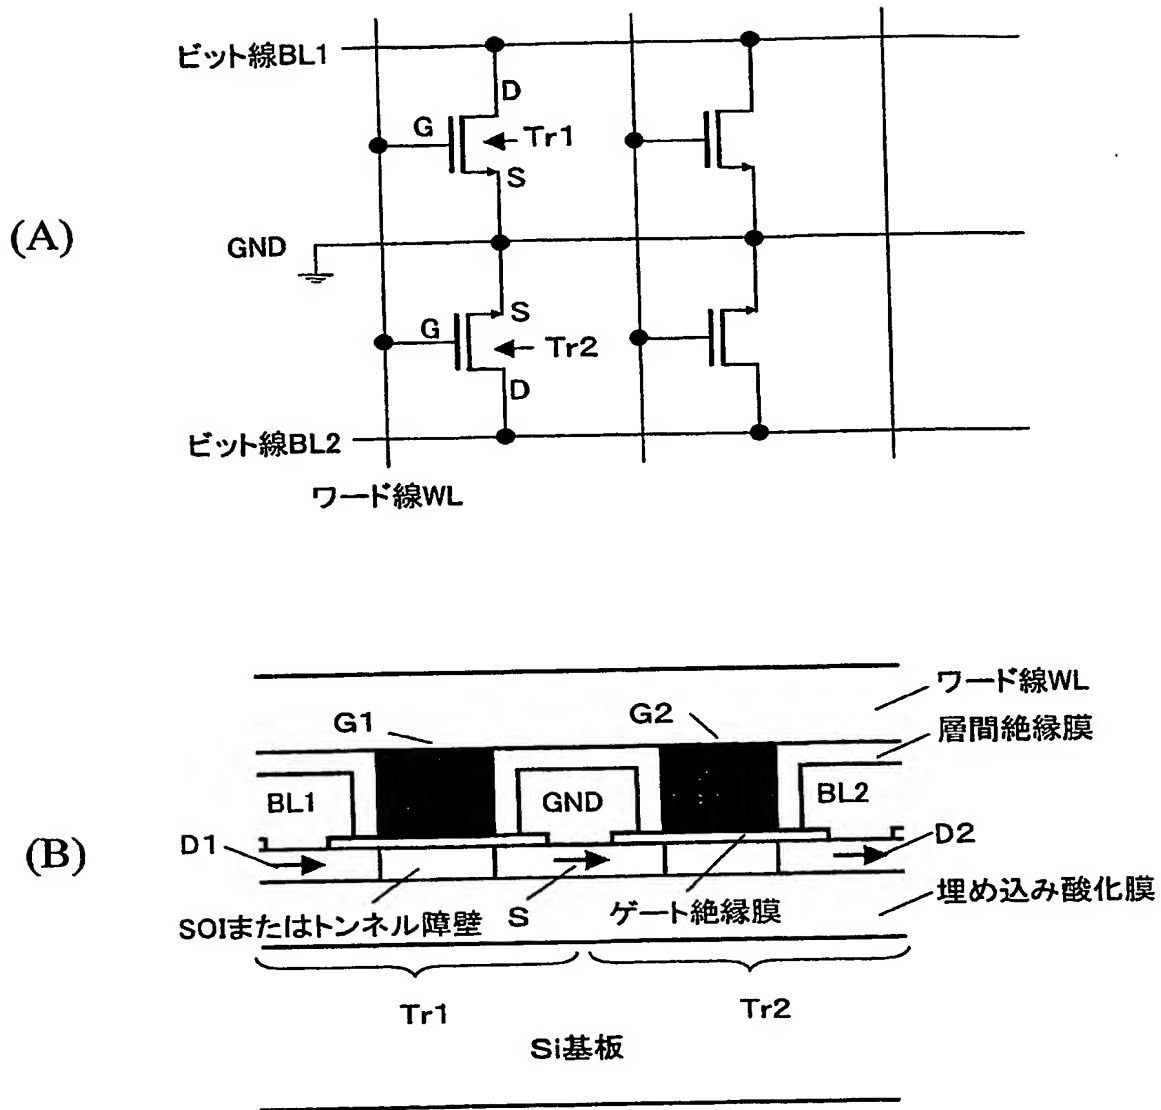 ビット線BL1
D
G
Tr1
S
(A)
GND
S
G
Tr2
D
ビット線BL2
ワード線WL
ワード線WL
G1
G2
層間絶縁膜
BL1
GND
BL2
(B)
D1
D2
SOIまたはトンネル障壁
S
ゲート絶縁膜
埋め込み酸化膜
Tr1
Tr2
Si基板